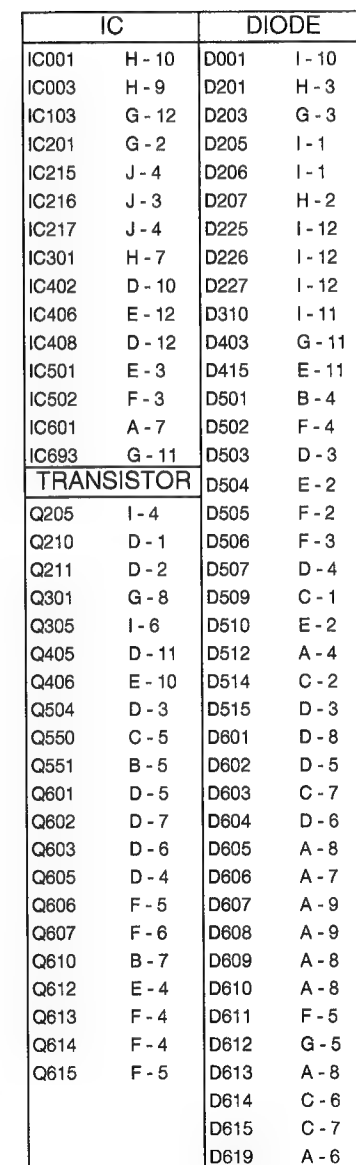 IC DIODE
IC001 H - 10 D001 I - 10
IC003 H - 9 D201 H - 3
IC103 G - 12 D203 G - 3
IC201 G - 2 D205 I - 1
IC215 J - 4 D206 I - 1
IC216 J - 3 D207 H - 2
IC217 J - 4 D225 I - 12
IC301 H - 7 D226 I - 12
IC402 D - 10 D227 I - 12
IC406 E - 12 D310 I - 11
IC408 D - 12 D403 G - 11
IC501 E - 3 D415 E - 11
IC502 F - 3 D501 B - 4
IC601 A - 7 D502 F - 4
IC693 G - 11 D503 D - 3
TRANSISTOR D504 E - 2
Q205 I - 4 D505 F - 2
Q210 D - 1 D506 F - 3
Q211 D - 2 D507 D - 4
Q301 G - 8 D509 C - 1
Q305 I - 6 D510 E - 2
Q405 D - 11 D512 A - 4
Q406 E - 10 D514 C - 2
Q504 D - 3 D515 D - 3
Q550 C - 5 D601 D - 8
Q551 B - 5 D602 D - 5
Q601 D - 5 D603 C - 7
Q602 D - 7 D604 D - 6
Q603 D - 6 D605 A - 8
Q605 D - 4 D606 A - 7
Q606 F - 5 D607 A - 9
Q607 F - 6 D608 A - 9
Q610 B - 7 D609 A - 8
Q612 E - 4 D610 A - 8
Q613 F - 4 D611 F - 5
Q614 F - 4 D612 G - 5
Q615 F - 5 D613 A - 8
D614 C - 6
D615 C - 7
D619 A - 6